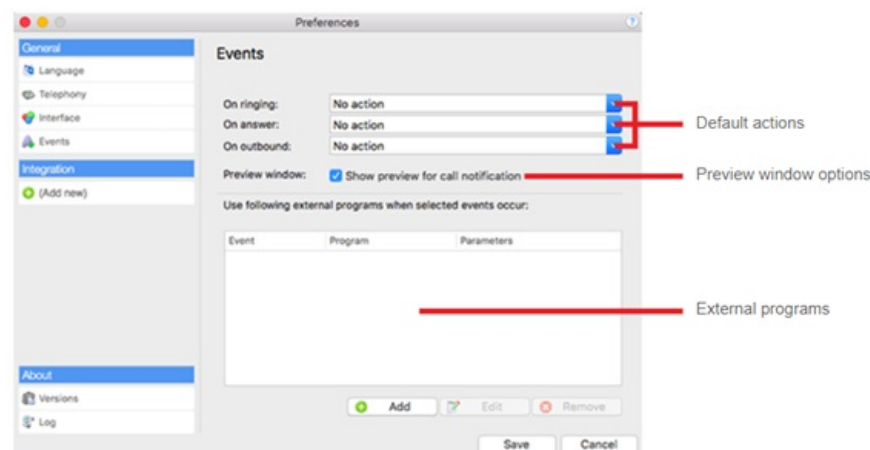 Preferences
?
General
Language
Telephony
Interface
Events
Integration
(Add new)
About
Versions
Log
Events
On ringing: No action
On answer: No action
On outbound: No action
Preview window: Show preview for call notification
Use following external programs when selected events occur:
Event Program Parameters
Add Edit Remove
Save Cancel
Default actions
Preview window options
External programs